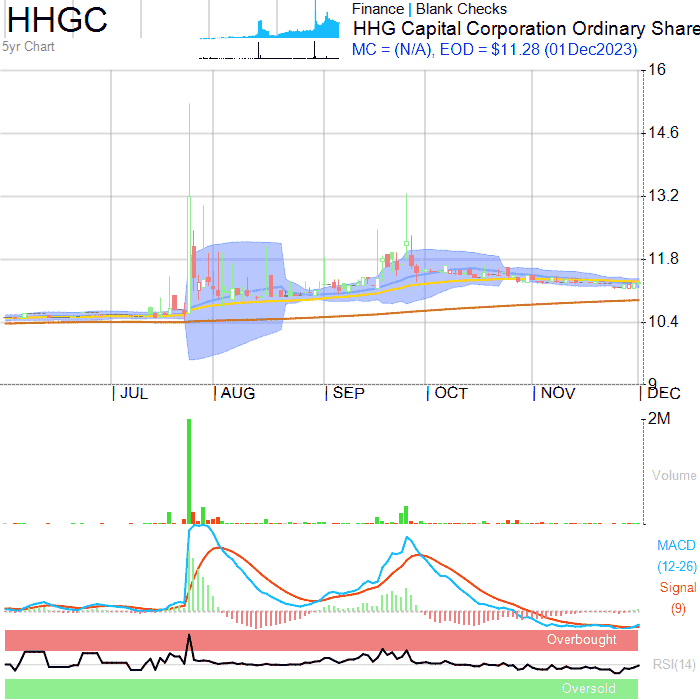 HHGC
5yr Chart
Finance | Blank Checks
HHG Capital Corporation Ordinary Share
MC = (N/A), EOD = $11.28 (01Dec2023)
16
14.6
13.2
11.8
10.4
9
JUL AUG SEP OCT NOV DEC
2M
Volume
MACD
(12-26)
Signal
(9)
Overbought
RSI(14)
Oversold